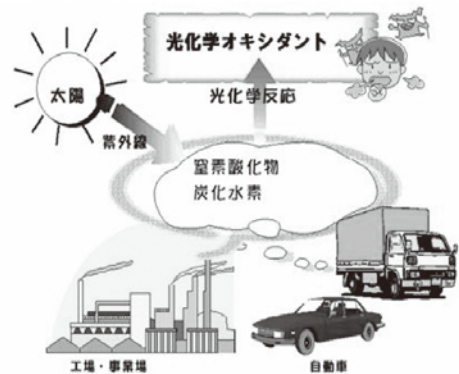 光化学オキシダント
太陽
光化学反応
紫外線
窒素酸化物
炭化水素
工場・事業場
自動車